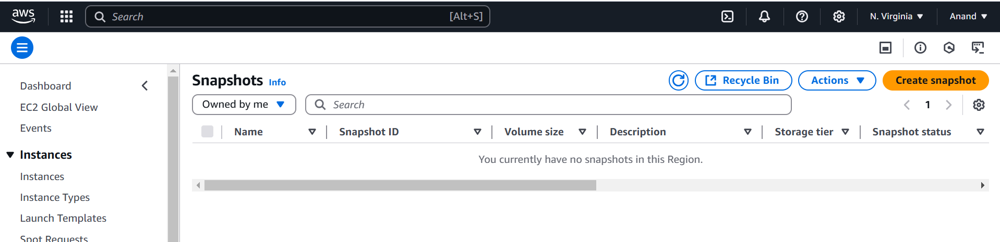 aws
Search [Alt+S] N. Virginia Anand
Dashboard
EC2 Global View
Events
Instances
Instances
Instance Types
Launch Templates
Spot Requests
Snapshots Info Recycle Bin Actions Create snapshot
Owned by me Search 1
Name Snapshot ID Volume size Description Storage tier Snapshot status
You currently have no snapshots in this Region.